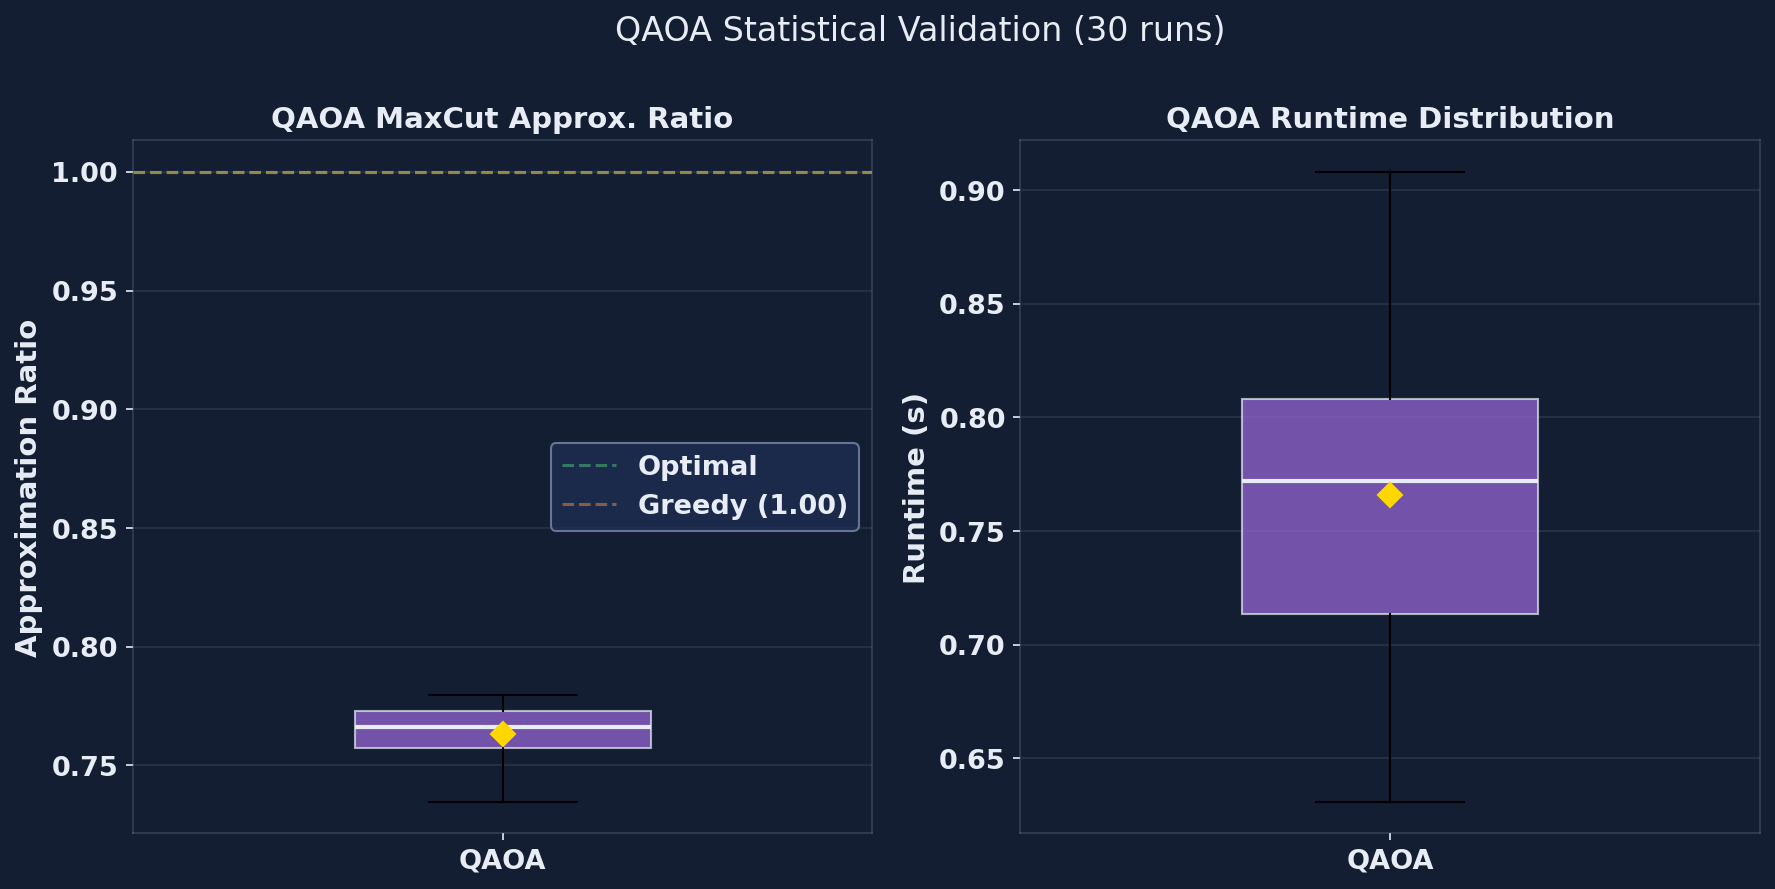 QAOA Statistical Validation (30 runs)
QAOA MaxCut Approx. Ratio
Approximation Ratio
1.00
0.95
0.90
0.85
0.80
0.75
Optimal
Greedy (1.00)
QAOA
QAOA Runtime Distribution
Runtime (s)
0.90
0.85
0.80
0.75
0.70
0.65
QAOA